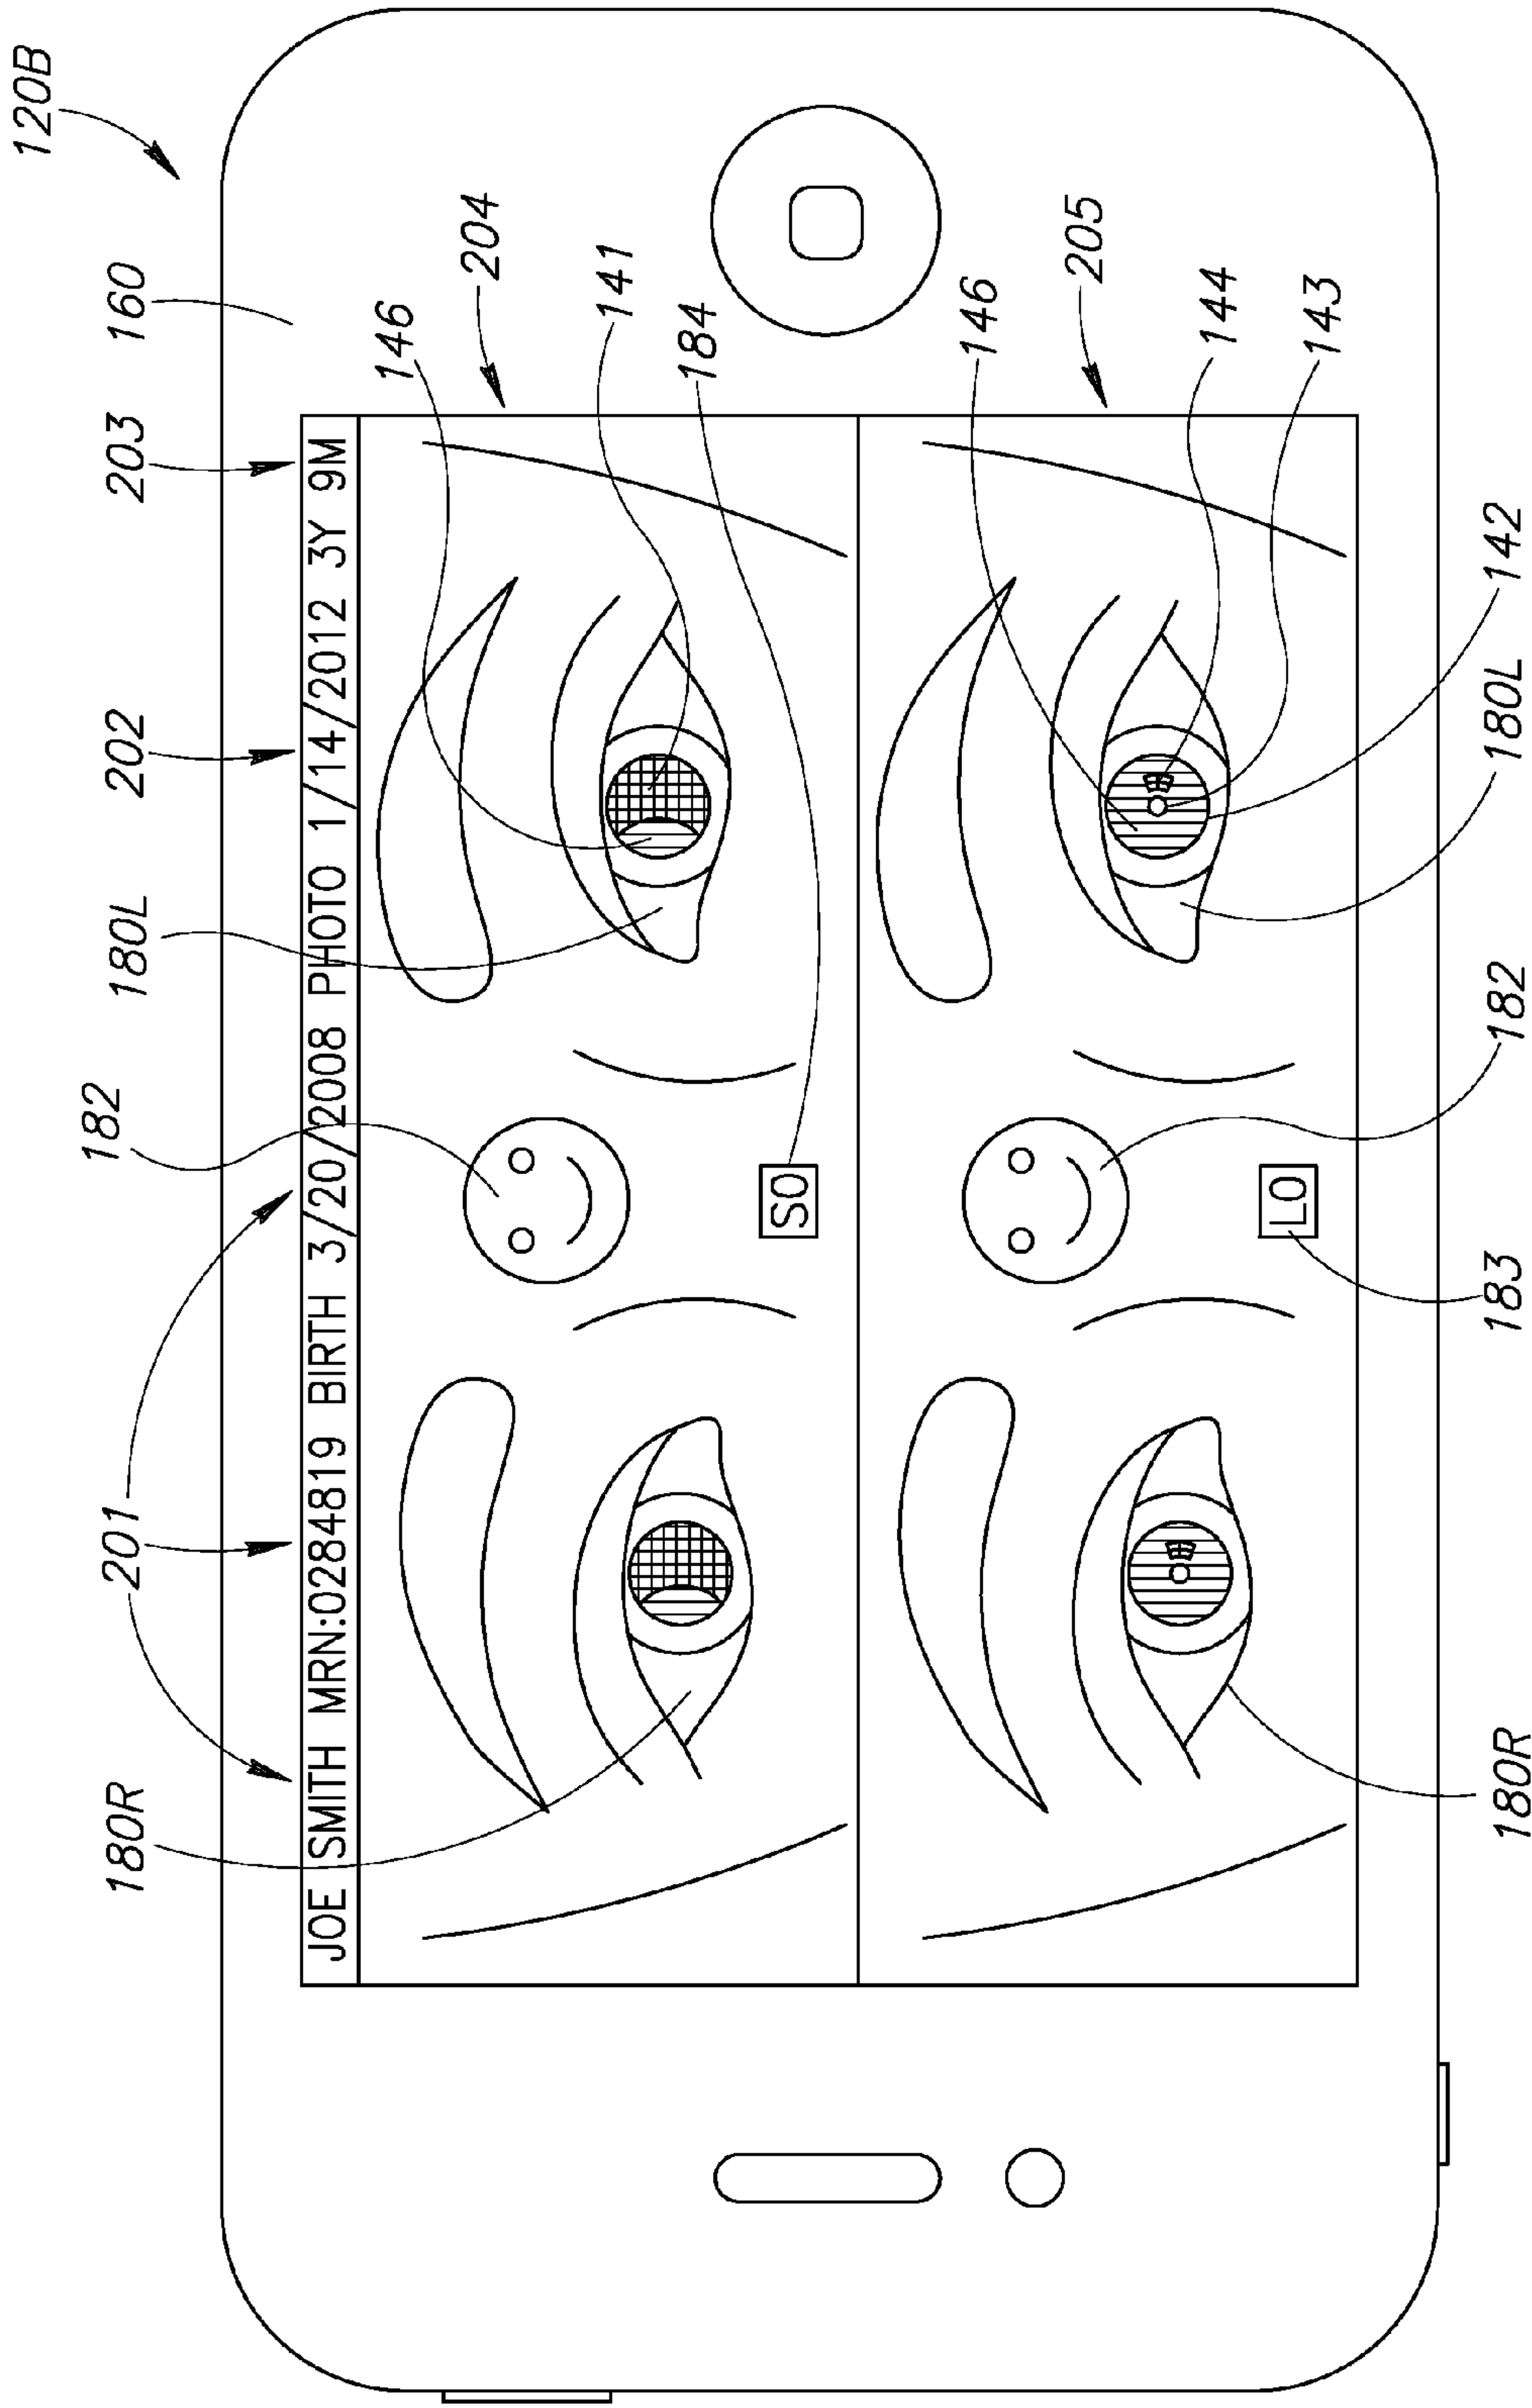 120B
182
180R 201 180L 202 203 160
JOE SMITH MRN:0284819 BIRTH 3/20/2008 PHOTO 1/14/2012 3Y 9M
146
204
141
184
SO
146
205
144
LO
143
180R 183 182 180L 142